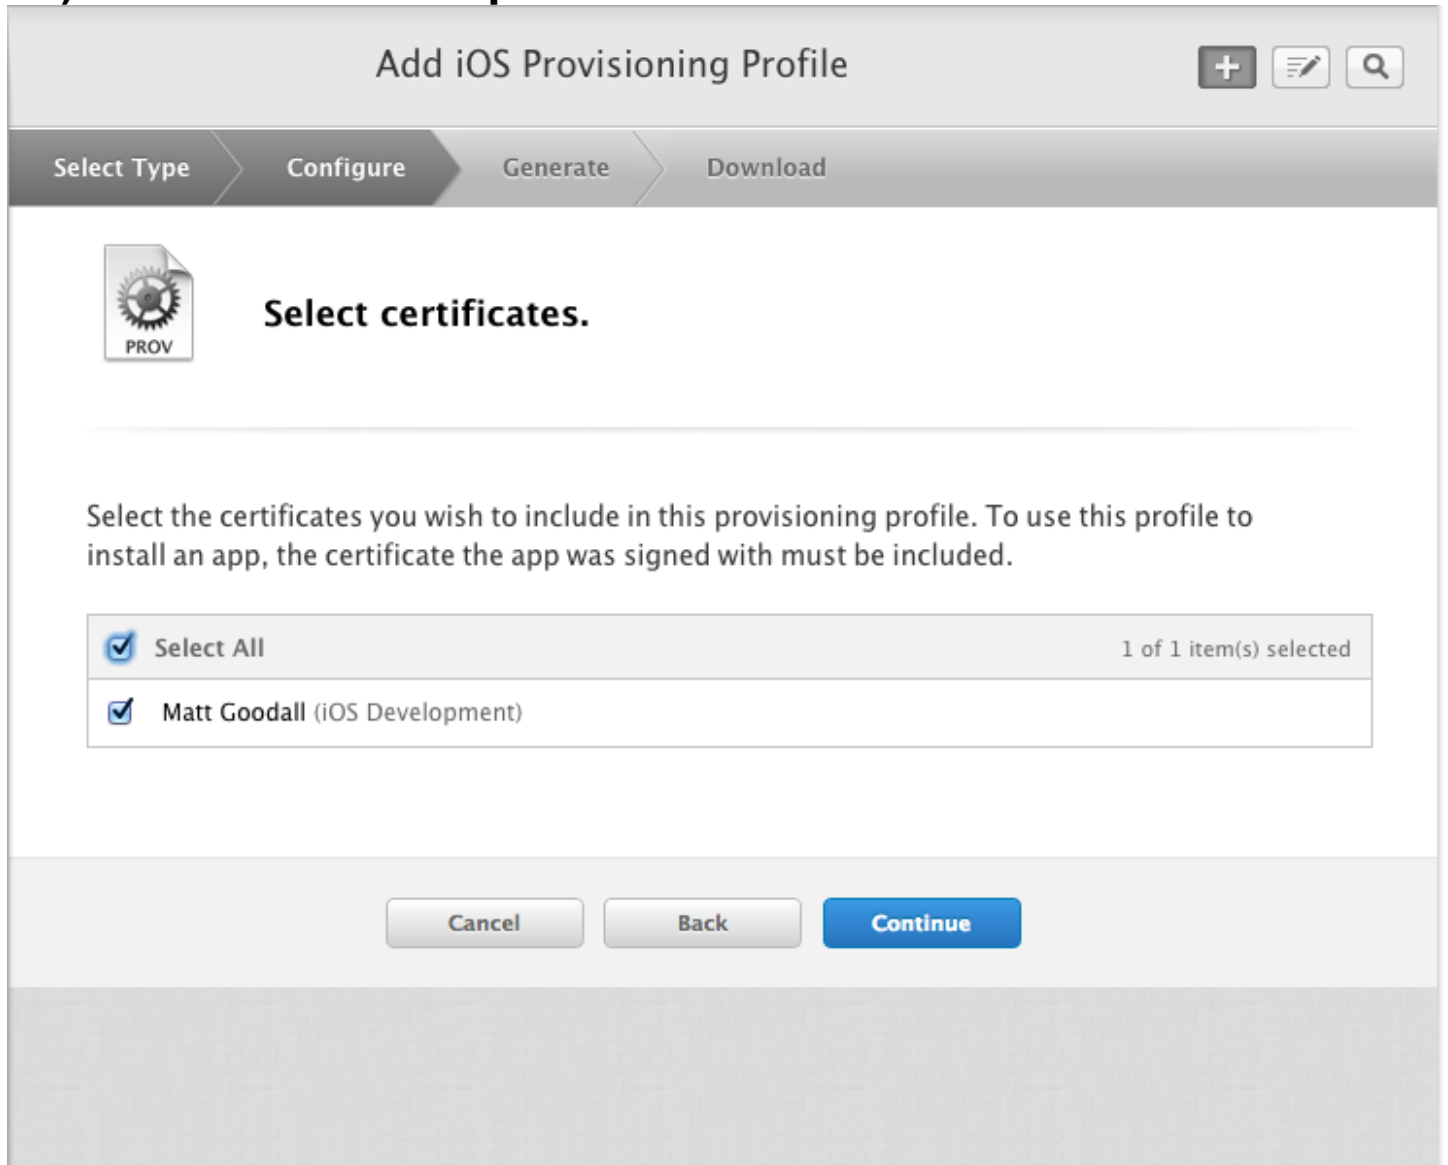 Add iOS Provisioning Profile
Select Type Configure Generate Download
PROV
Select certificates.
Select the certificates you wish to include in this provisioning profile. To use this profile to
install an app, the certificate the app was signed with must be included.
Select All 1 of 1 item(s) selected
Matt Goodall (iOS Development)
Cancel Back Continue